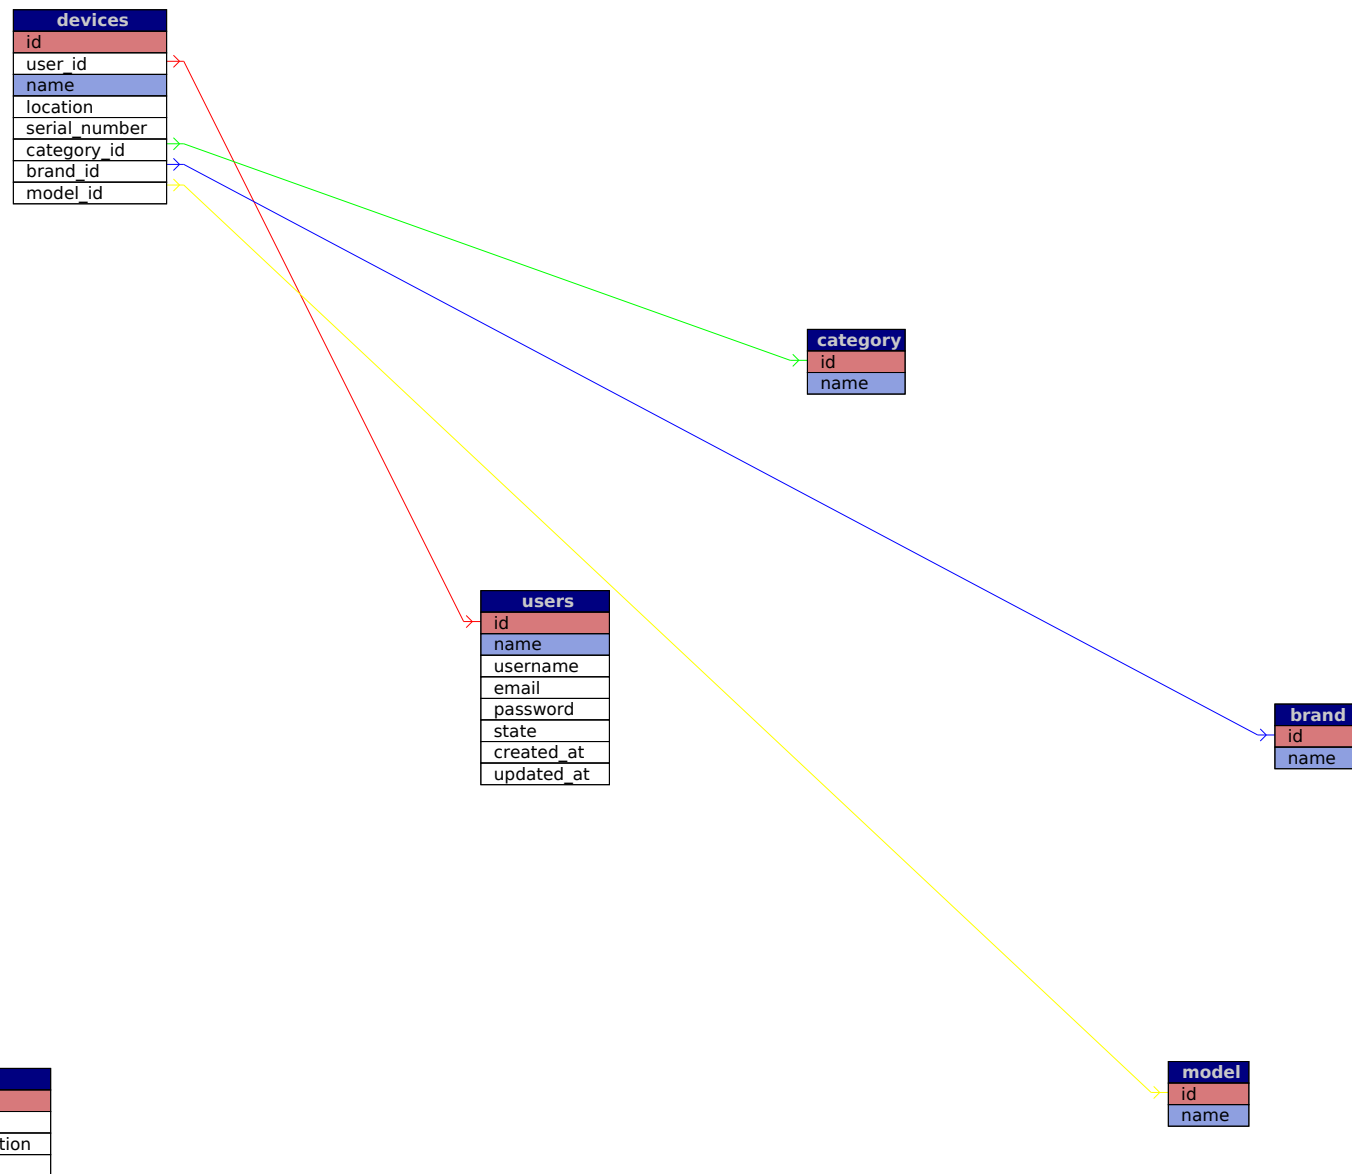 devices
id
user_id
name
location
serial_number
category_id
brand_id
model_id
category
id
name
users
id
name
username
email
password
state
created_at
updated_at
brand
id
name
model
id
name
tion